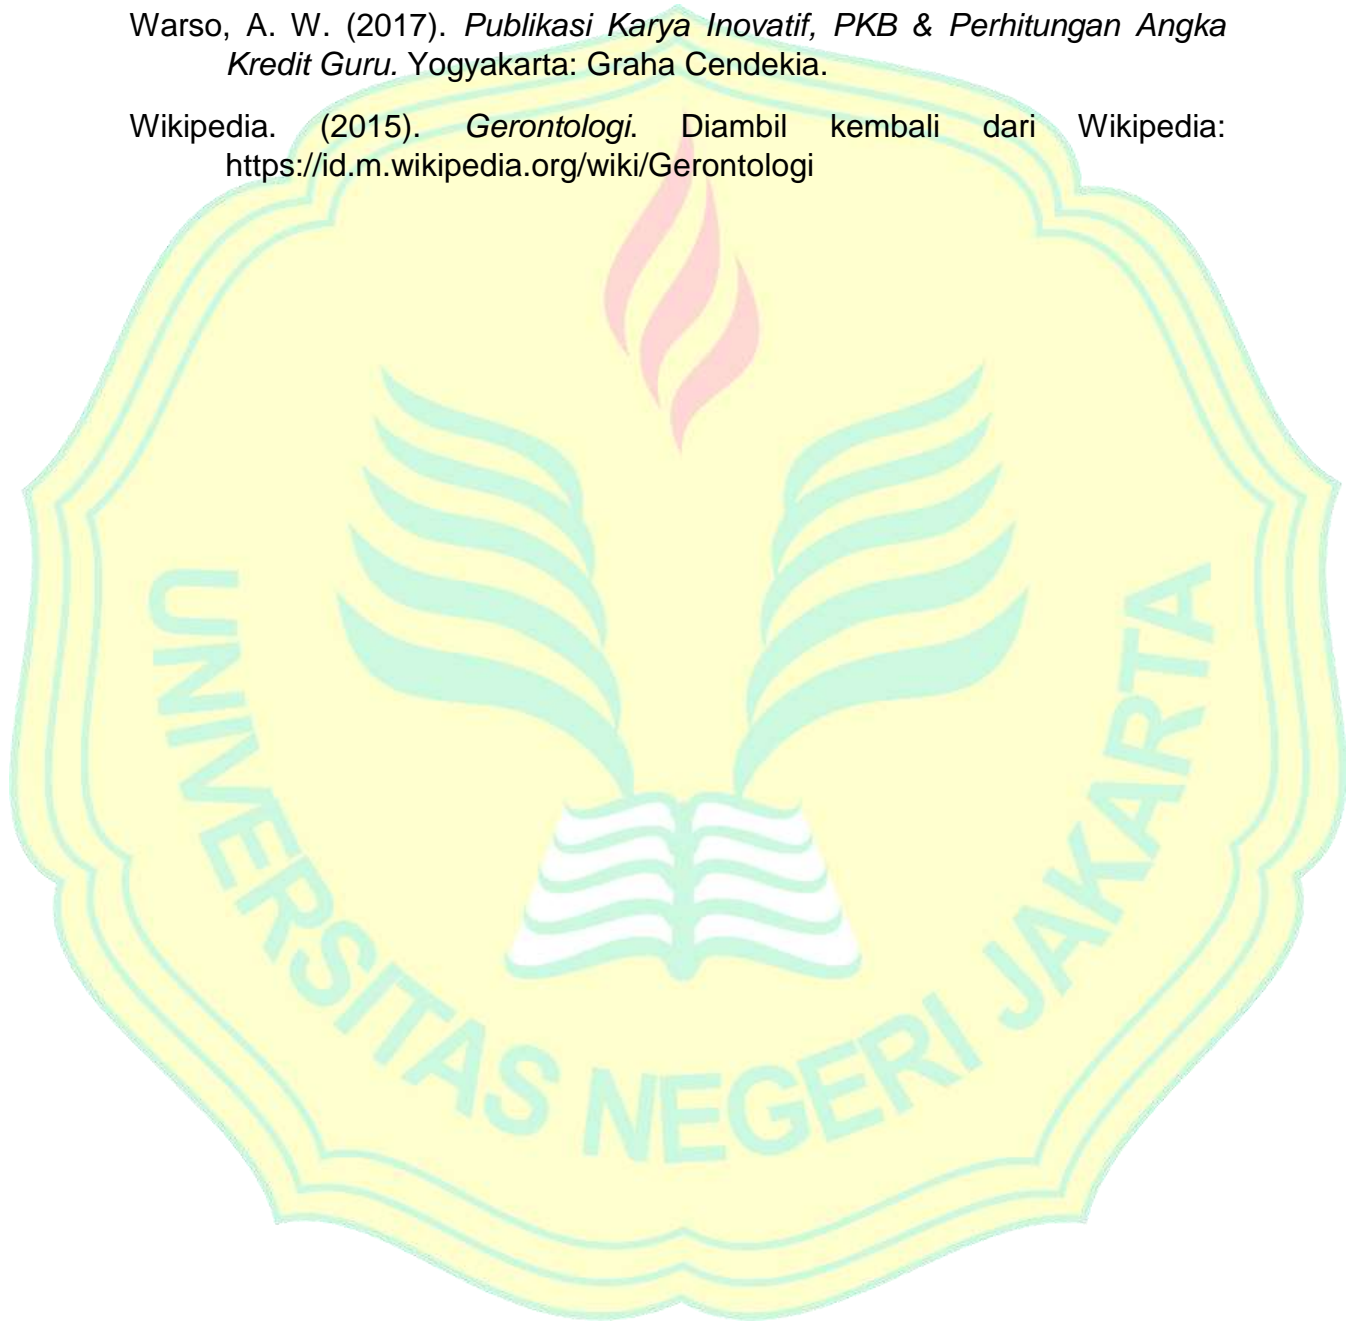 Warso, A. W. (2017). Publikasi Karya Inovatif, PKB & Perhitungan Angka
Kredit Guru. Yogyakarta: Graha Cendekia.
Wikipedia. (2015). Gerontologi. Diambil kembali dari Wikipedia:
https://id.m.wikipedia.org/wiki/Gerontologi
UNIVERSITAS NEGERI JAKARTA